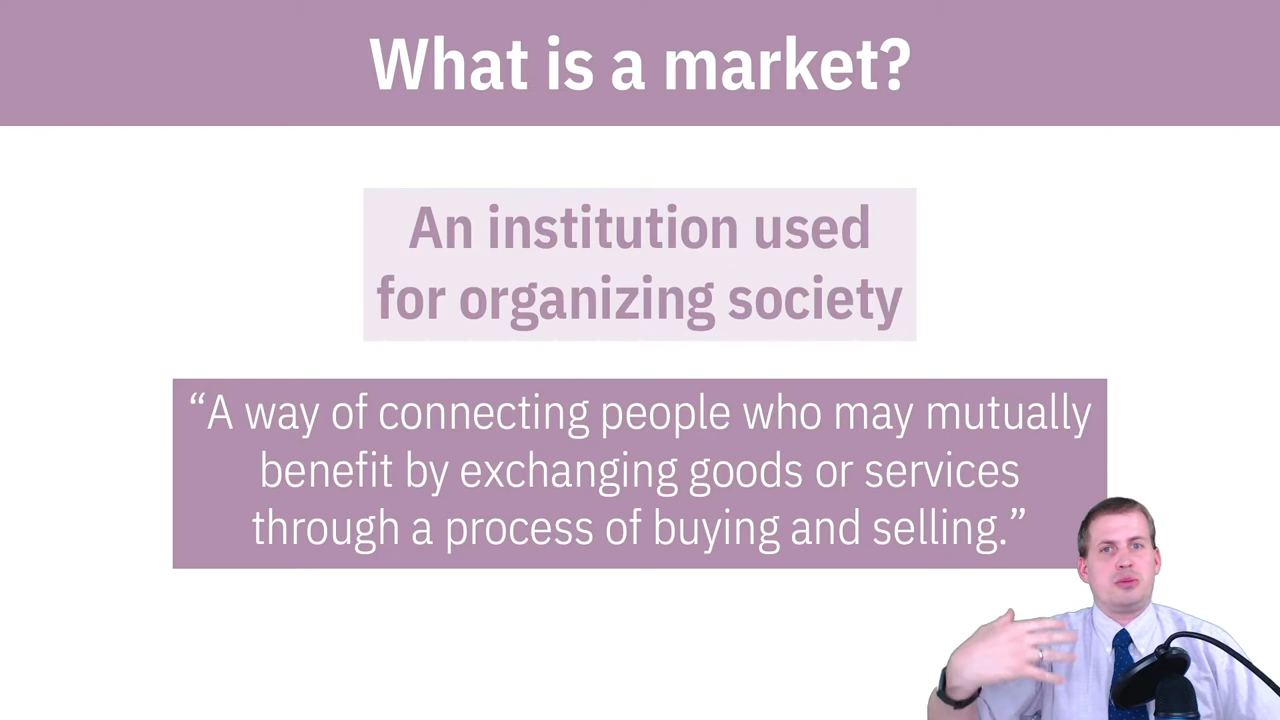 What is a market?
An institution used
for organizing society
“A way of connecting people who may mutually
benefit by exchanging goods or services
through a process of buying and selling.”